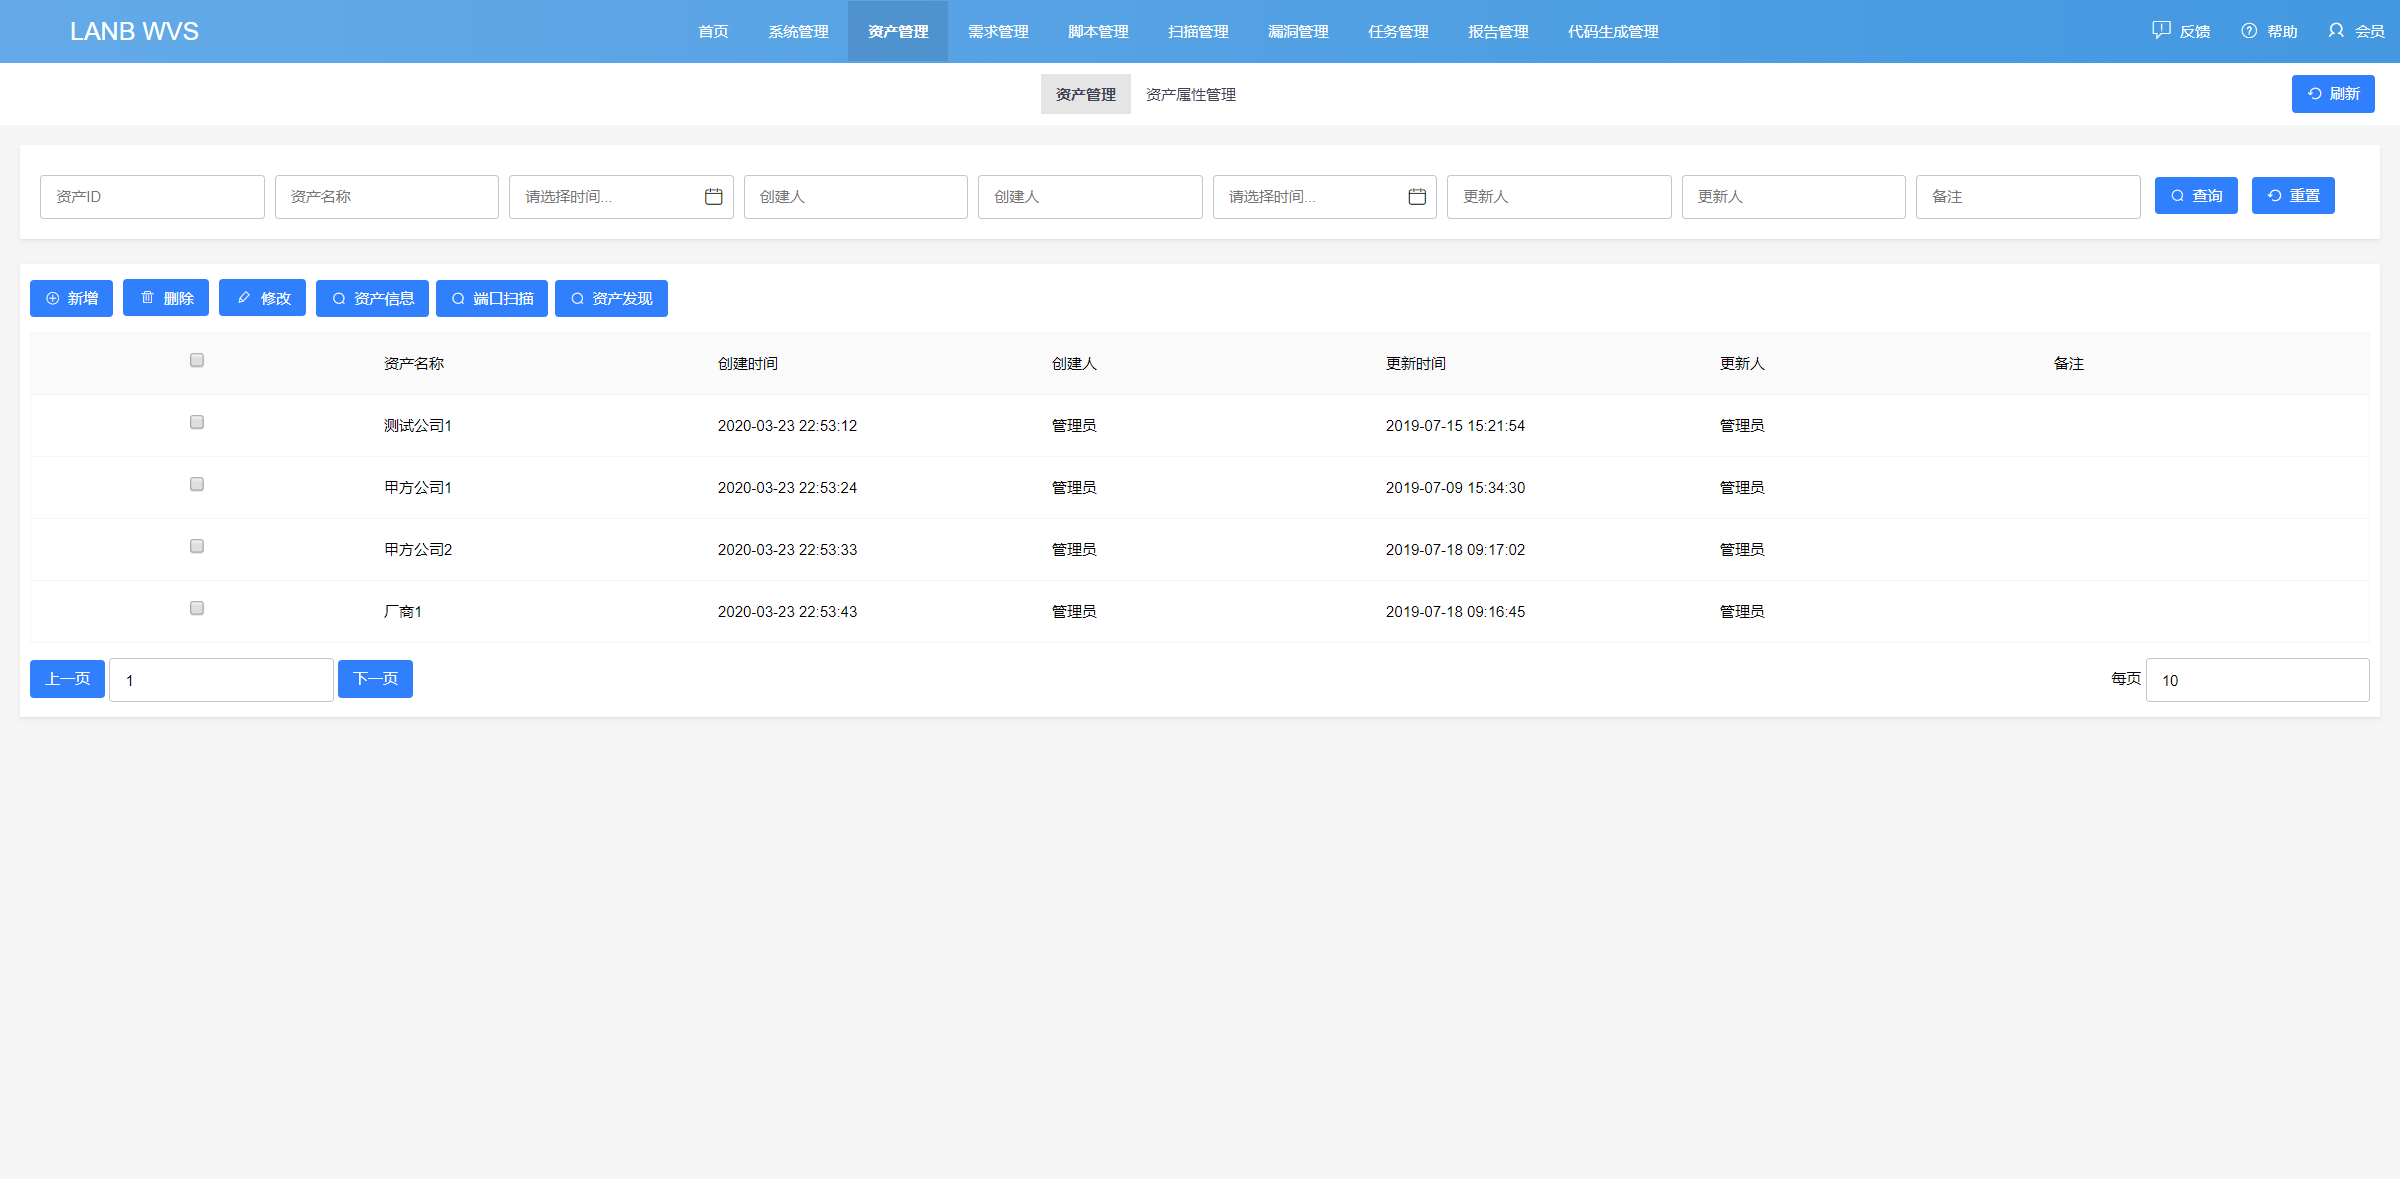 LANB WVS 首页 系统管理 资产管理 需求管理 脚本管理 扫描管理 漏洞管理 任务管理 报告管理 代码生成管理 反馈 帮助 会员
资产管理 资产属性管理 刷新
资产ID 资产名称 请选择时间... 创建人 创建人 请选择时间... 更新人 更新人 备注 查询 重置
新增 删除 修改 资产信息 端口扫描 资产发现
资产名称 创建时间 创建人 更新时间 更新人 备注
测试公司1 2020-03-23 22:53:12 管理员 2019-07-15 15:21:54 管理员
甲方公司1 2020-03-23 22:53:24 管理员 2019-07-09 15:34:30 管理员
甲方公司2 2020-03-23 22:53:33 管理员 2019-07-18 09:17:02 管理员
厂商1 2020-03-23 22:53:43 管理员 2019-07-18 09:16:45 管理员
上一页 1 下一页 每页 10